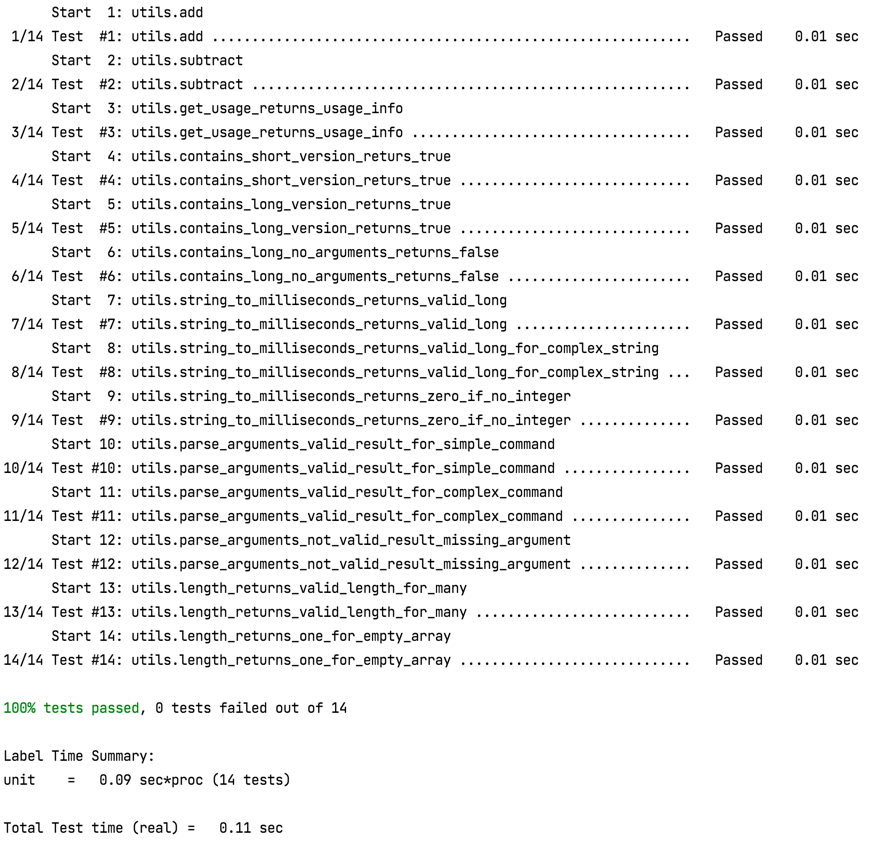 Start  1: utils.add
 1/14 Test  #1: utils.add ............................................................   Passed    0.01 sec
      Start  2: utils.subtract
 2/14 Test  #2: utils.subtract .......................................................   Passed    0.01 sec
      Start  3: utils.get_usage_returns_usage_info
 3/14 Test  #3: utils.get_usage_returns_usage_info ...................................   Passed    0.01 sec
      Start  4: utils.contains_short_version_returs_true
 4/14 Test  #4: utils.contains_short_version_returs_true .............................   Passed    0.01 sec
      Start  5: utils.contains_long_version_returns_true
 5/14 Test  #5: utils.contains_long_version_returns_true .............................   Passed    0.01 sec
      Start  6: utils.contains_long_no_arguments_returns_false
 6/14 Test  #6: utils.contains_long_no_arguments_returns_false .......................   Passed    0.01 sec
      Start  7: utils.string_to_milliseconds_returns_valid_long
 7/14 Test  #7: utils.string_to_milliseconds_returns_valid_long ......................   Passed    0.01 sec
      Start  8: utils.string_to_milliseconds_returns_valid_long_for_complex_string
 8/14 Test  #8: utils.string_to_milliseconds_returns_valid_long_for_complex_string ...   Passed    0.01 sec
      Start  9: utils.string_to_milliseconds_returns_zero_if_no_integer
 9/14 Test  #9: utils.string_to_milliseconds_returns_zero_if_no_integer ..............   Passed    0.01 sec
      Start 10: utils.parse_arguments_valid_result_for_simple_command
10/14 Test #10: utils.parse_arguments_valid_result_for_simple_command ................   Passed    0.01 sec
      Start 11: utils.parse_arguments_valid_result_for_complex_command
11/14 Test #11: utils.parse_arguments_valid_result_for_complex_command ...............   Passed    0.01 sec
      Start 12: utils.parse_arguments_not_valid_result_missing_argument
12/14 Test #12: utils.parse_arguments_not_valid_result_missing_argument ..............   Passed    0.01 sec
      Start 13: utils.length_returns_valid_length_for_many
13/14 Test #13: utils.length_returns_valid_length_for_many ...........................   Passed    0.01 sec
      Start 14: utils.length_returns_one_for_empty_array
14/14 Test #14: utils.length_returns_one_for_empty_array .............................   Passed    0.01 sec
100% tests passed, 0 tests failed out of 14
Label Time Summary:
unit    =   0.09 sec*proc (14 tests)
Total Test time (real) =   0.11 sec